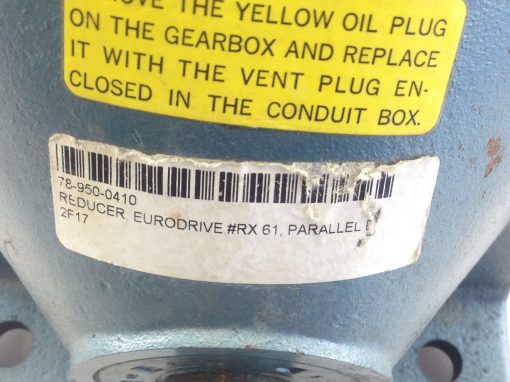 THE YELLOW OIL PLUG
ON THE GEARBOX AND REPLACE
IT WITH THE VENT PLUG EN-
CLOSED IN THE CONDUIT BOX.
78-950-0410
REDUCER, EURODRIVE #RX 61, PARALLEL
2F17